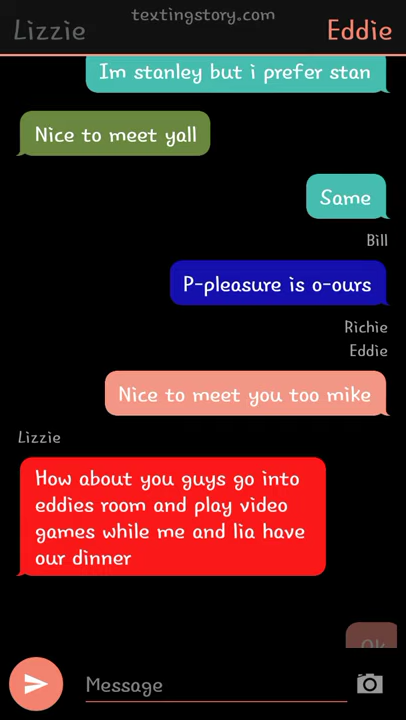 textingstory.com
Lizzie
Eddie
Im stanley but i prefer stan
Nice to meet yall
Same
Bill
P-pleasure is o-ours
Richie
Eddie
Nice to meet you too mike
Lizzie
How about you guys go into
eddies room and play video
games while me and lia have
our dinner
Ok
Message